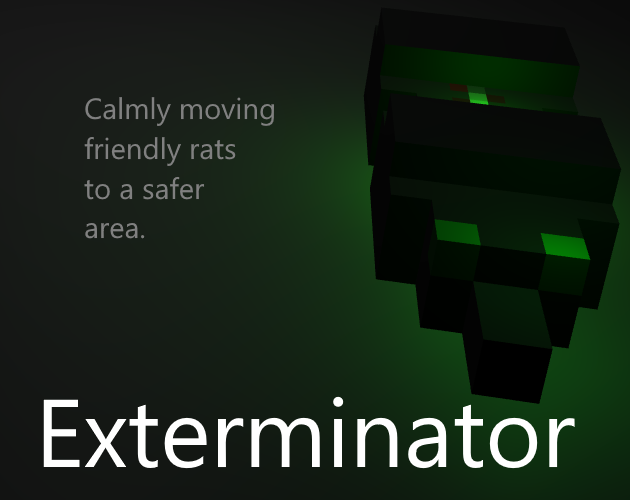 Calmly moving
friendly rats
to a safer
area.
Exterminator